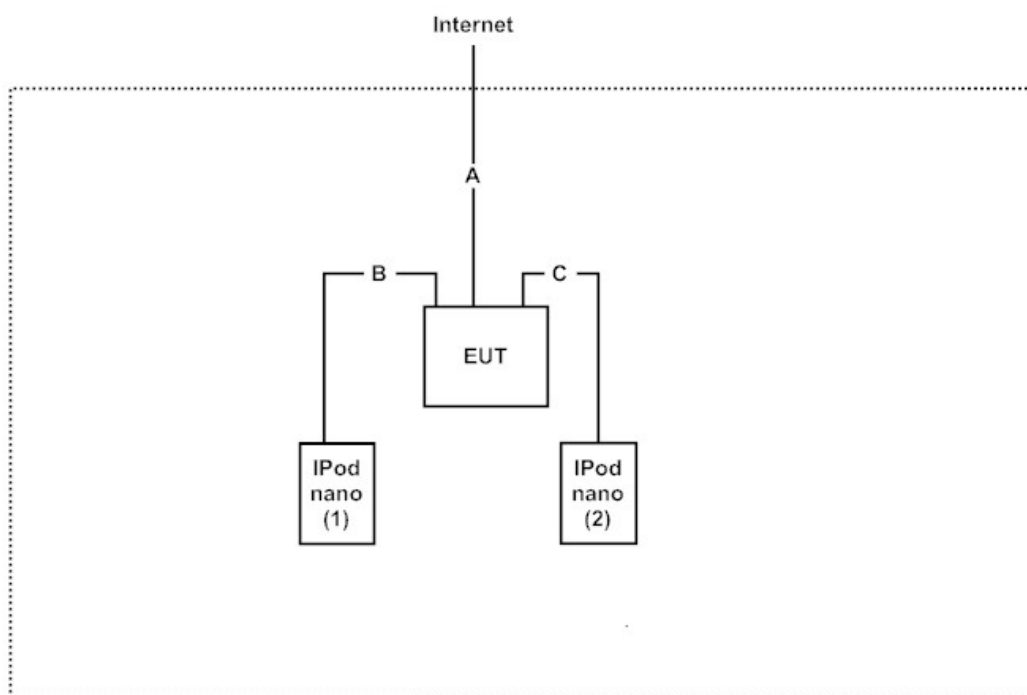 Internet
A
B
C
EUT
IPod
nano
(1)
IPod
nano
(2)